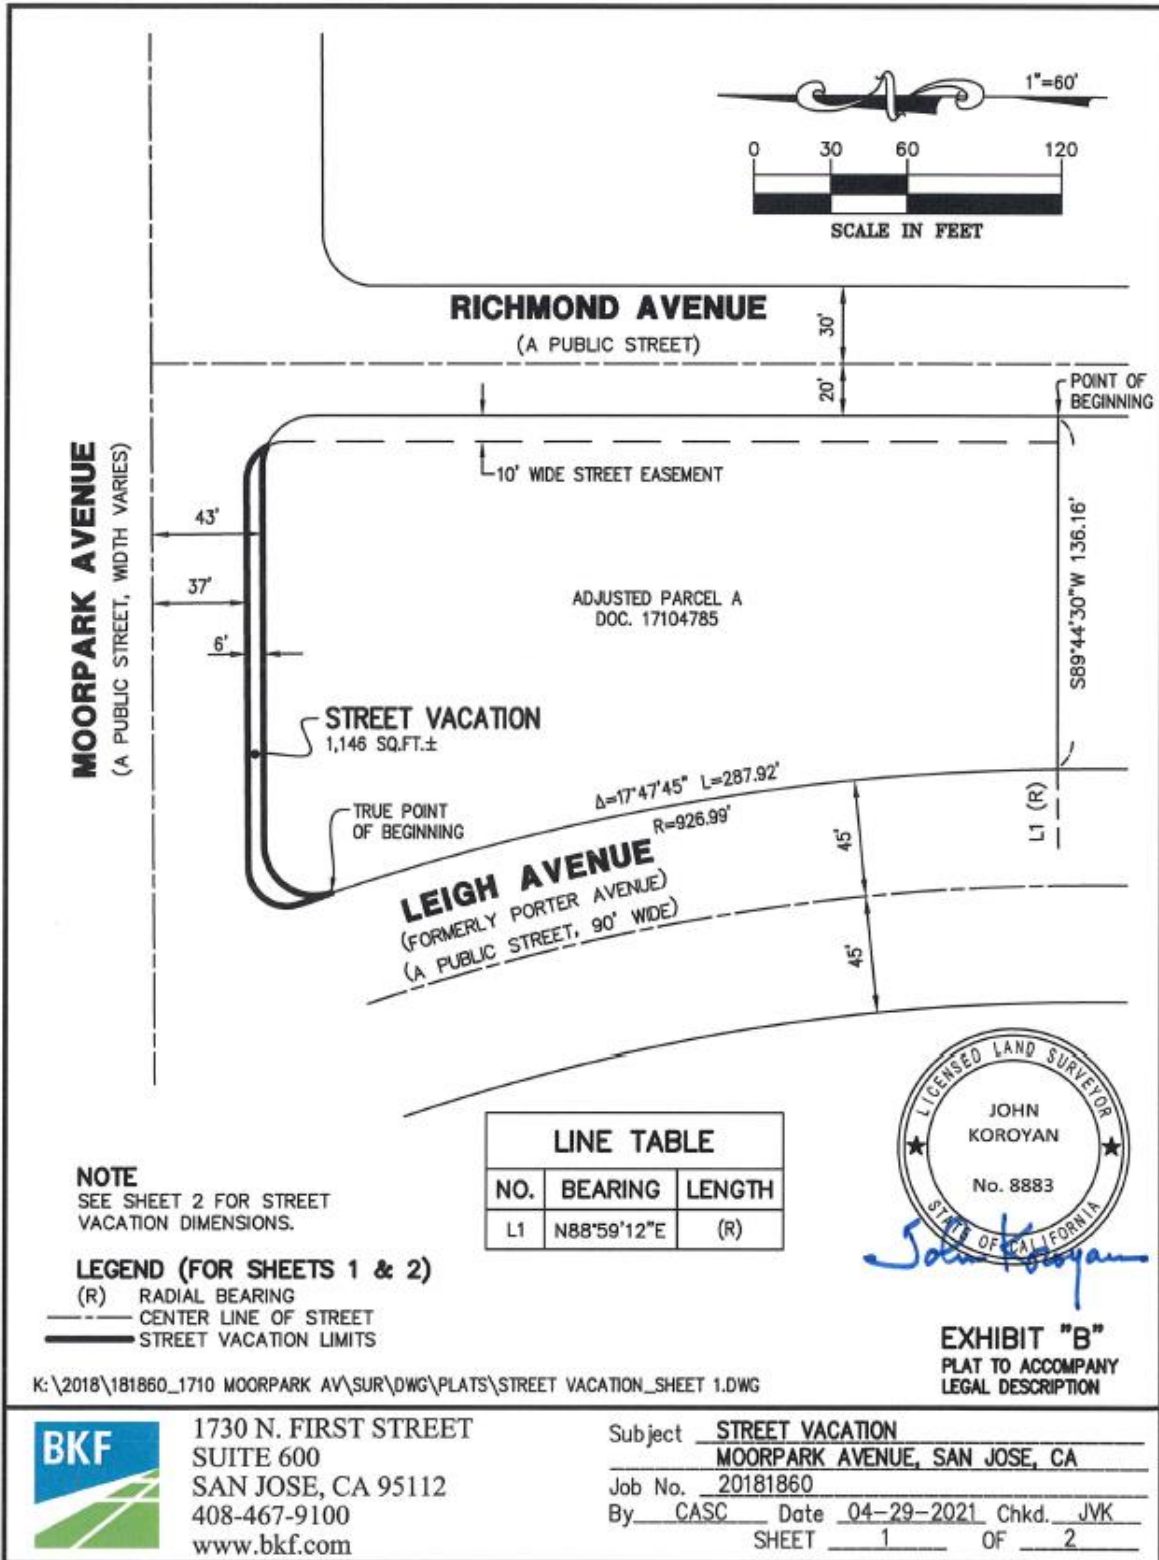 1"=60'
0 30 60 120
SCALE IN FEET
RICHMOND AVENUE
(A PUBLIC STREET)
30'
20'
POINT OF
BEGINNING
10' WIDE STREET EASEMENT
MOORPARK AVENUE
(A PUBLIC STREET, WIDTH VARIES)
43'
37'
6'
ADJUSTED PARCEL A
DOC. 17104785
S89°44'30"W 136.16'
STREET VACATION
1,146 SQ.FT.±
TRUE POINT
OF BEGINNING
Δ=17°47'45" L=287.92'
R=926.99'
L1 (R)
LEIGH AVENUE
(FORMERLY PORTER AVENUE)
(A PUBLIC STREET, 90' WIDE)
45'
45'
LICENSED LAND SURVEYOR
JOHN
KOROYAN
No. 8883
STATE OF CALIFORNIA
John Koroyan
LINE TABLE
NO. BEARING LENGTH
L1 N88°59'12"E (R)
NOTE
SEE SHEET 2 FOR STREET
VACATION DIMENSIONS.
LEGEND (FOR SHEETS 1 & 2)
(R) RADIAL BEARING
CENTER LINE OF STREET
STREET VACATION LIMITS
EXHIBIT "B"
PLAT TO ACCOMPANY
LEGAL DESCRIPTION
K:\2018\181860_1710 MOORPARK AV\SUR\DWG\PLATS\STREET VACATION_SHEET 1.DWG
BKF
1730 N. FIRST STREET
SUITE 600
SAN JOSE, CA 95112
408-467-9100
www.bkf.com
Subject STREET VACATION
MOORPARK AVENUE, SAN JOSE, CA
Job No. 20181860
By CASC Date 04-29-2021 Chkd. JVK
SHEET 1 OF 2